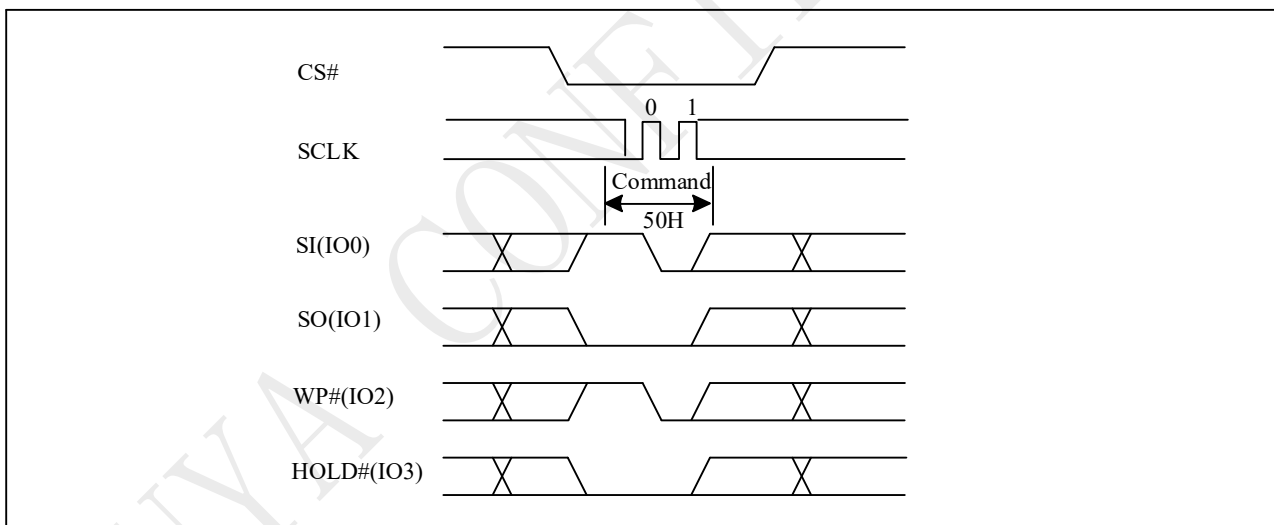 CS#
0 1
SCLK
Command
50H
SI(IO0)
SO(IO1)
WP#(IO2)
HOLD#(IO3)